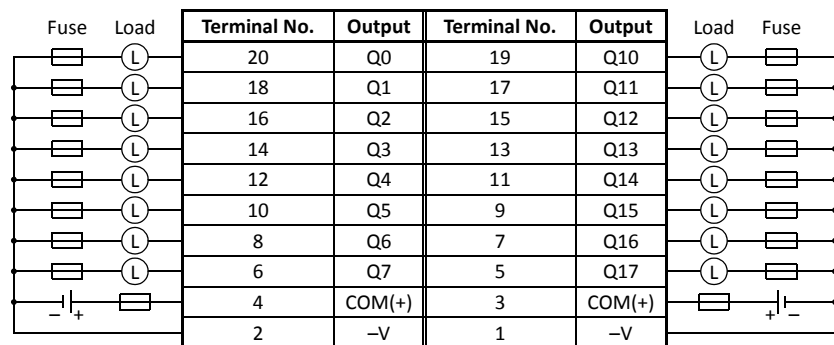 Fuse Load Terminal No. Output Terminal No. Output Load Fuse
L 20 Q0 19 Q10 L
L 18 Q1 17 Q11 L
L 16 Q2 15 Q12 L
L 14 Q3 13 Q13 L
L 12 Q4 11 Q14 L
L 10 Q5 9 Q15 L
L 8 Q6 7 Q16 L
L 6 Q7 5 Q17 L
– + 4 COM(+) 3 COM(+) + –
2 –V 1 –V